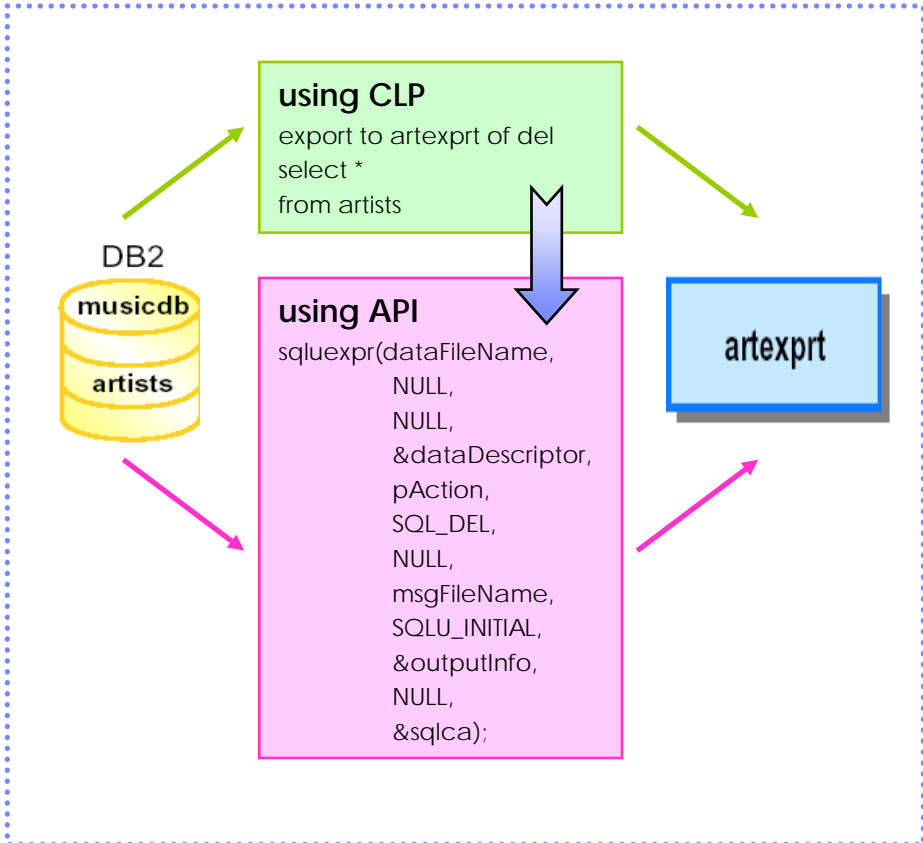 using CLP
export to artexprt of del
select *
from artists
DB2
musicdb
artists
using API
sqluexpr(dataFileName,
NULL,
NULL,
&dataDescriptor,
pAction,
SQL_DEL,
NULL,
msgFileName,
SQLU_INITIAL,
&outputInfo,
NULL,
&sqlca);
artexprt